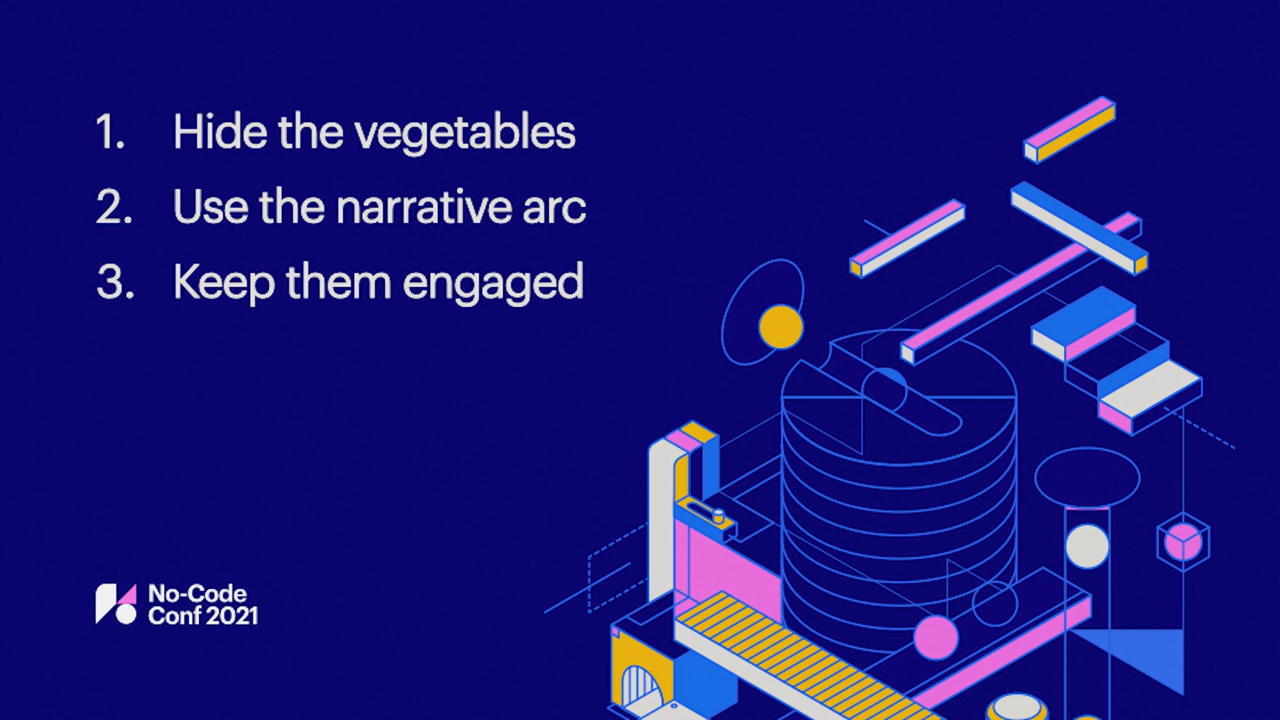 1. Hide the vegetables
2. Use the narrative arc
3. Keep them engaged
No-Code
Conf 2021